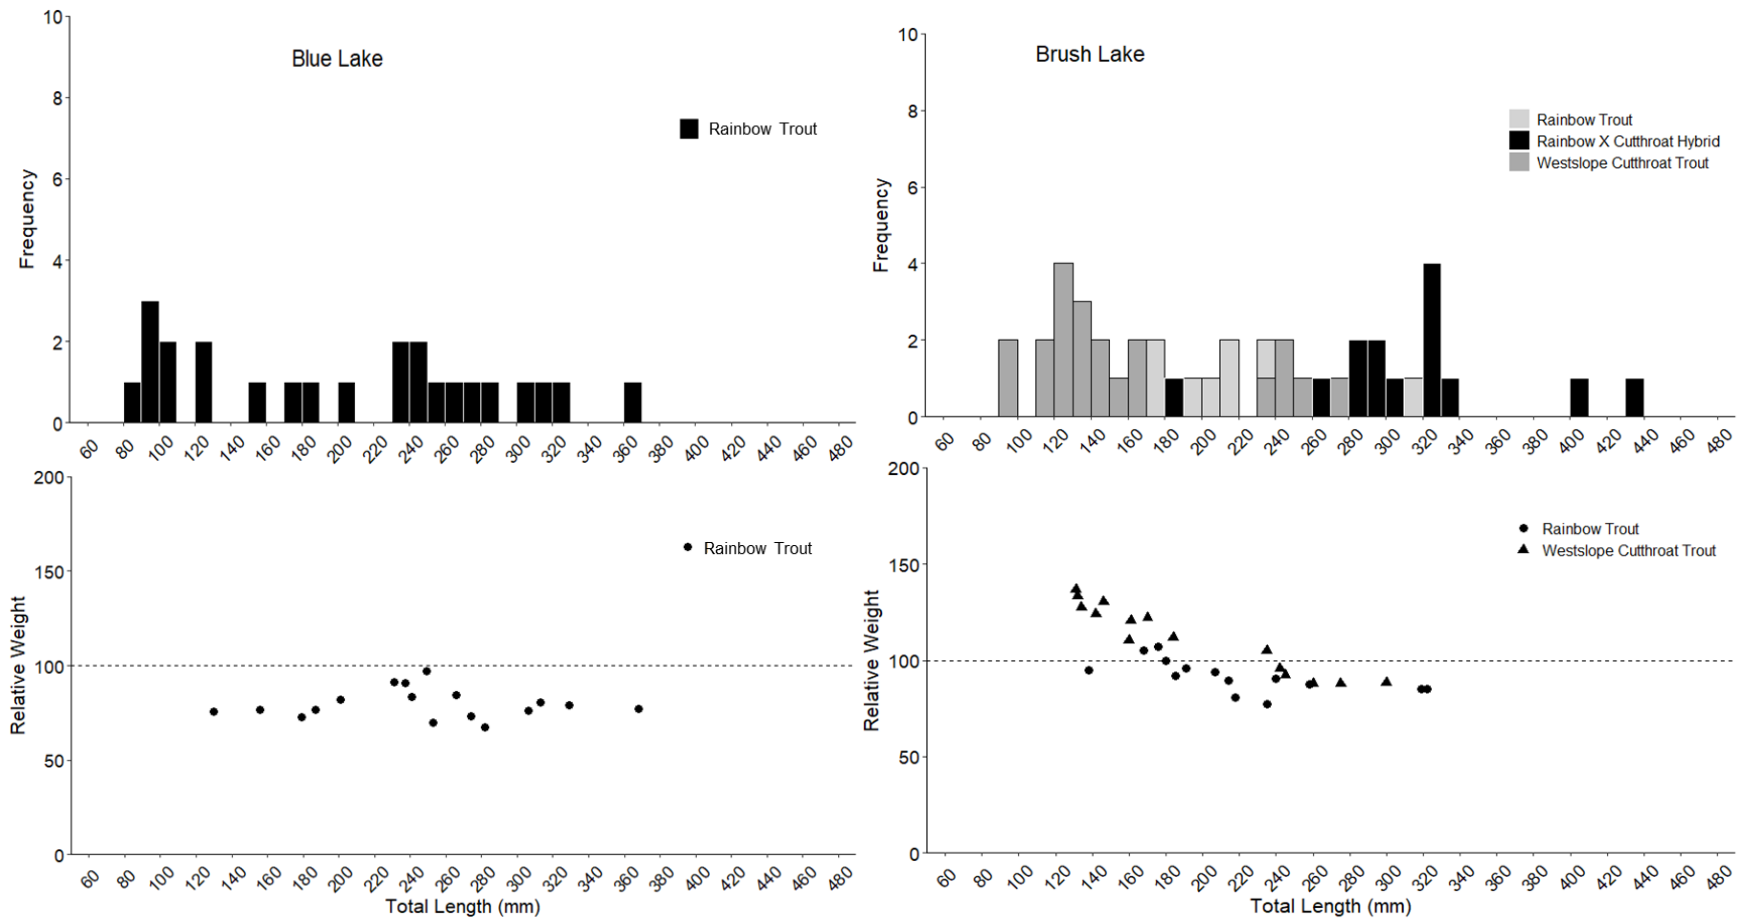 Blue Lake
Frequency
10
8
6
4
2
0
Rainbow Trout
60 80 100 120 140 160 180 200 220 240 260 280 300 320 340 360 380 400 420 440 460 480
Brush Lake
Frequency
10
8
6
4
2
0
Rainbow Trout
Rainbow X Cutthroat Hybrid
Westslope Cutthroat Trout
60 80 100 120 140 160 180 200 220 240 260 280 300 320 340 360 380 400 420 440 460 480
Relative Weight
200
150
100
50
0
Rainbow Trout
60 80 100 120 140 160 180 200 220 240 260 280 300 320 340 360 380 400 420 440 460 480
Total Length (mm)
Relative Weight
200
150
100
50
0
Rainbow Trout
Westslope Cutthroat Trout
60 80 100 120 140 160 180 200 220 240 260 280 300 320 340 360 380 400 420 440 460 480
Total Length (mm)